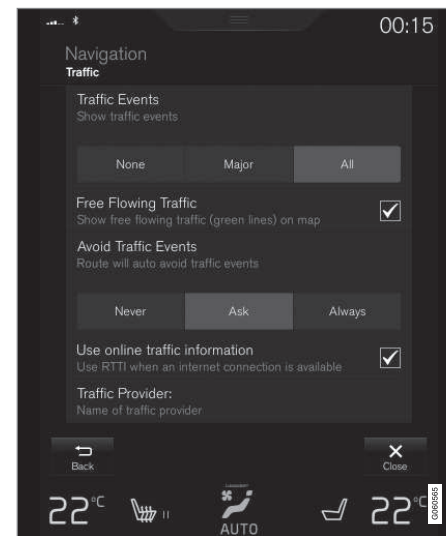 00:15
Navigation
Traffic
Traffic Events
Show traffic events
None Major All
Free Flowing Traffic
Show free flowing traffic (green lines) on map
Avoid Traffic Events
Route will auto avoid traffic events
Never Ask Always
Use online traffic information
Use RTTI when an internet connection is available
Traffic Provider:
Name of traffic provider
Back Close
22°C 22°C
AUTO
G060565